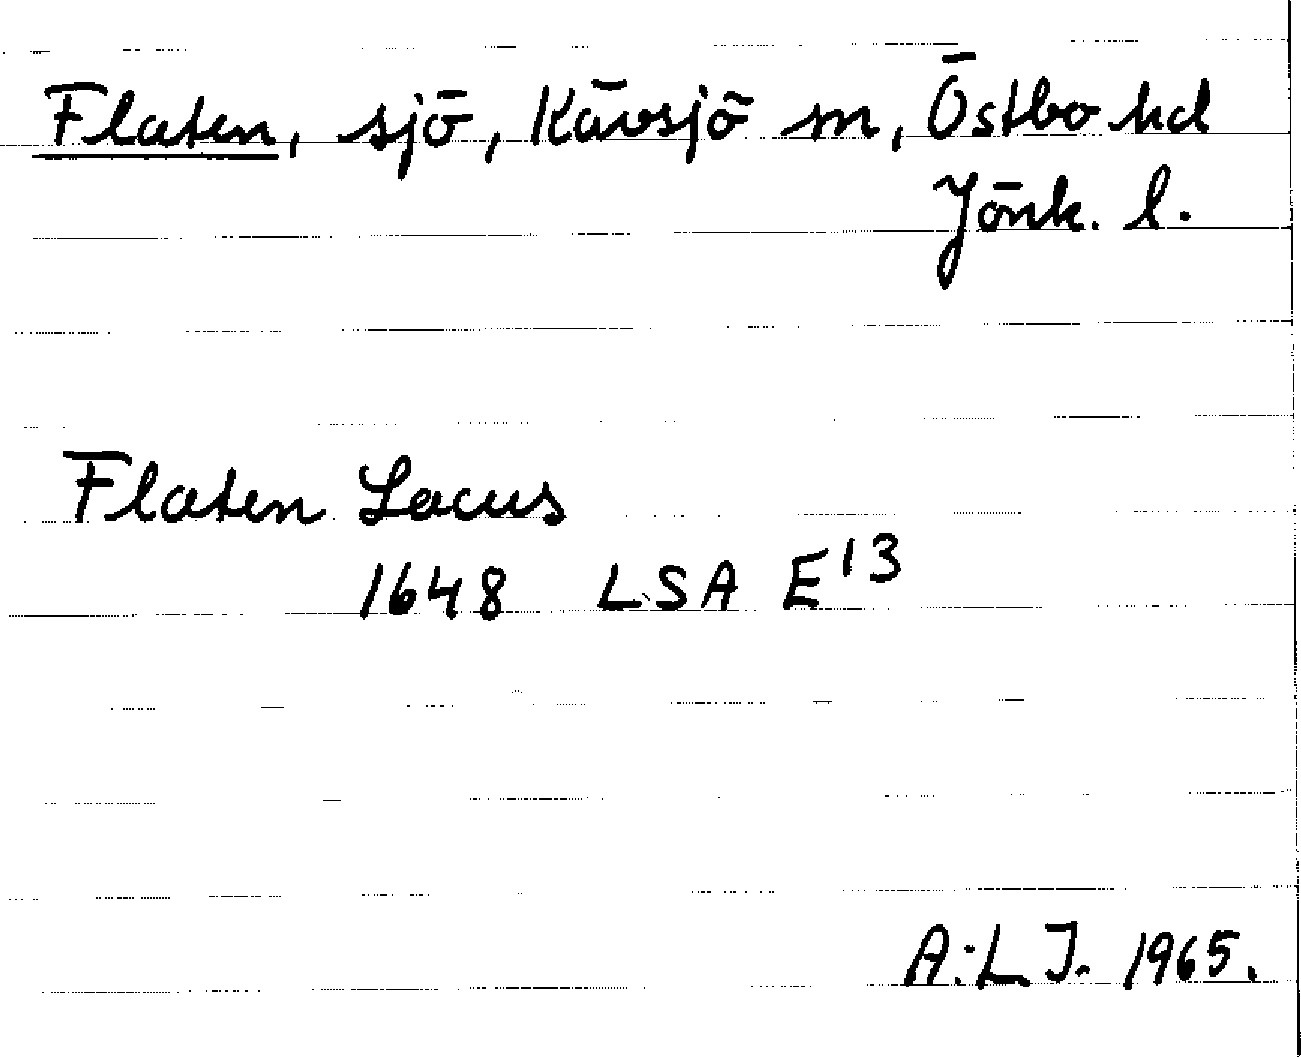 Flaten, sjö, Kävsjö sn, Östbo hd
Jönk. l.
Flaten Lacus
1648 LSA E13
A:L J. 1965.